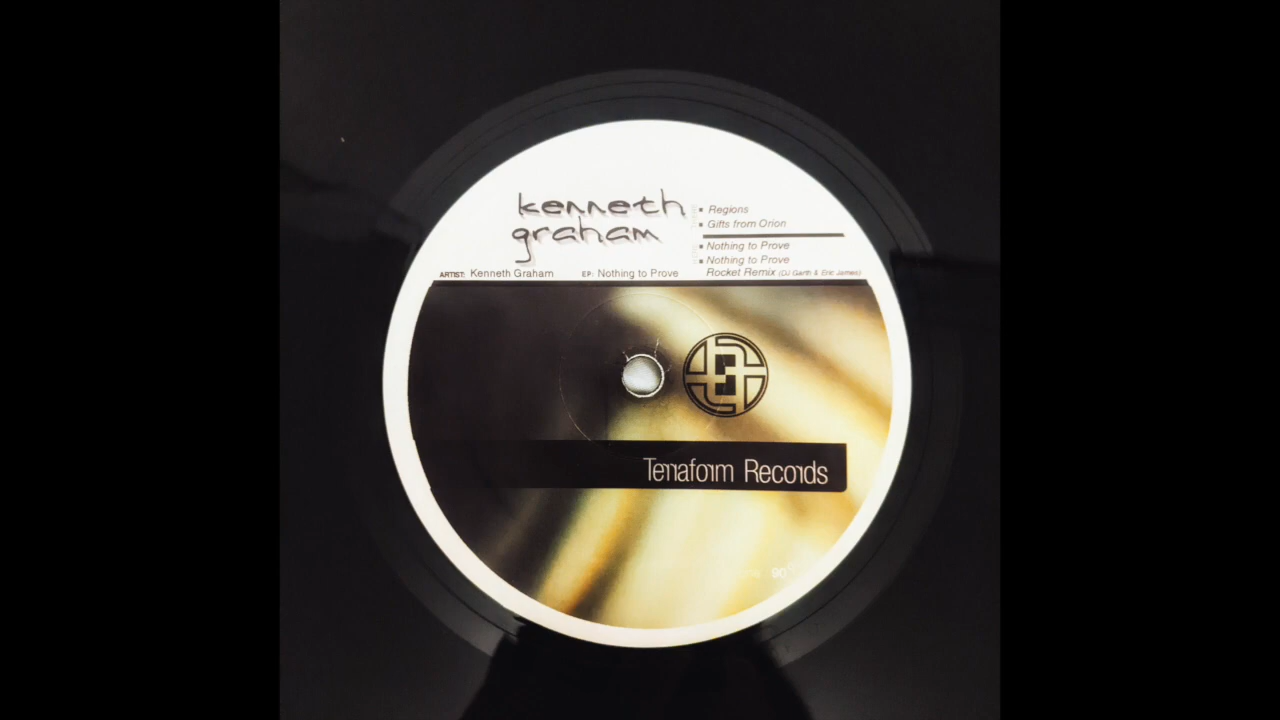 kenneth
graham
Regions
Gifts from Orion
Nothing to Prove
Nothing to Prove
Rocket Remix (DJ Garth & Eric James)
ARTIST: Kenneth Graham EP: Nothing to Prove
Terraform Records
90°